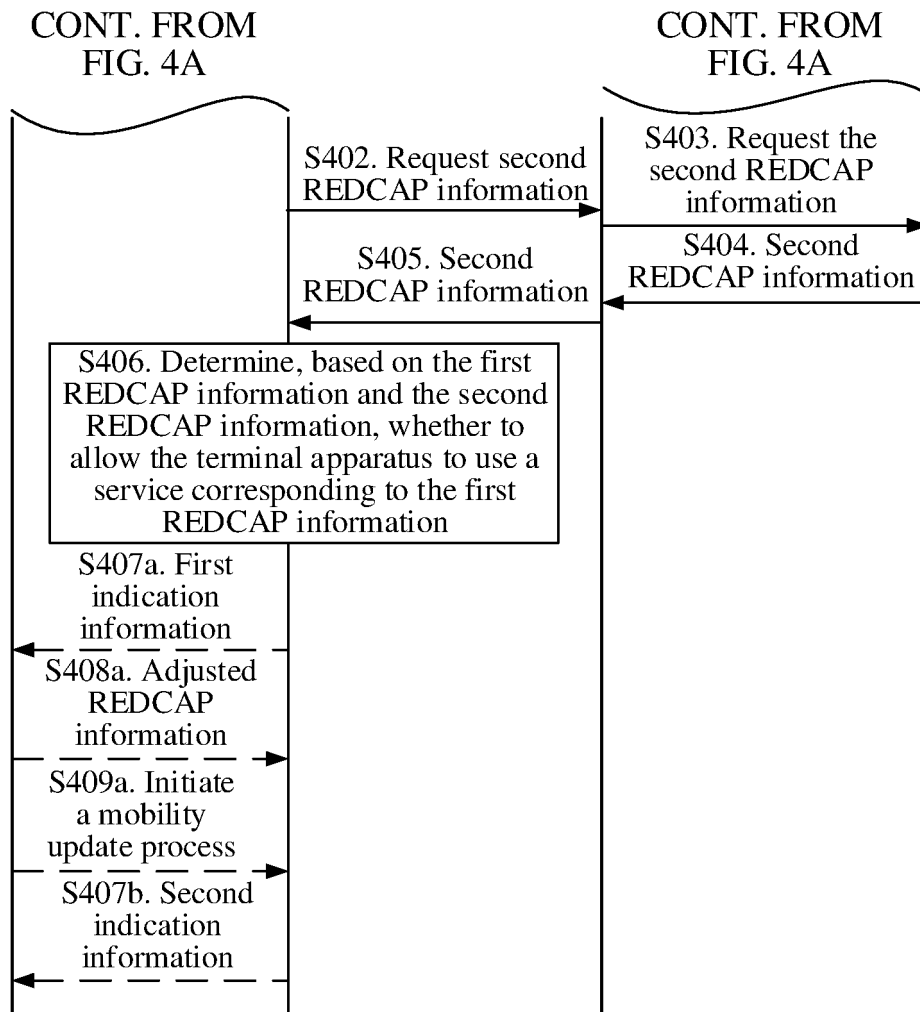 CONT. FROM
FIG. 4A
CONT. FROM
FIG. 4A
S402. Request second
REDCAP information
S403. Request the
second REDCAP
information
S404. Second
REDCAP information
S405. Second
REDCAP information
S406. Determine, based on the first
REDCAP information and the second
REDCAP information, whether to
allow the terminal apparatus to use a
service corresponding to the first
REDCAP information
S407a. First
indication
information
S408a. Adjusted
REDCAP
information
S409a. Initiate
a mobility
update process
S407b. Second
indication
information